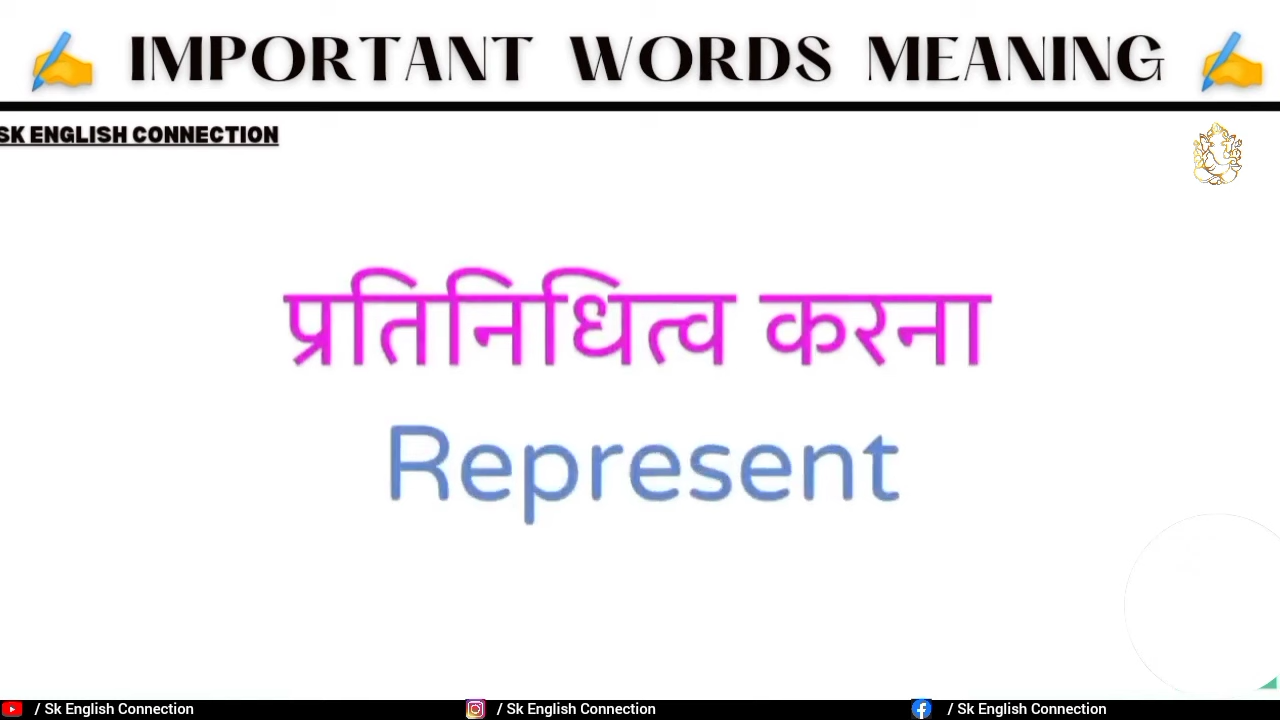 ✍️ IMPORTANT WORDS MEANING ✍️
SK ENGLISH CONNECTION
प्रतिनिधित्व करना
Represent
/ Sk English Connection / Sk English Connection / Sk English Connection